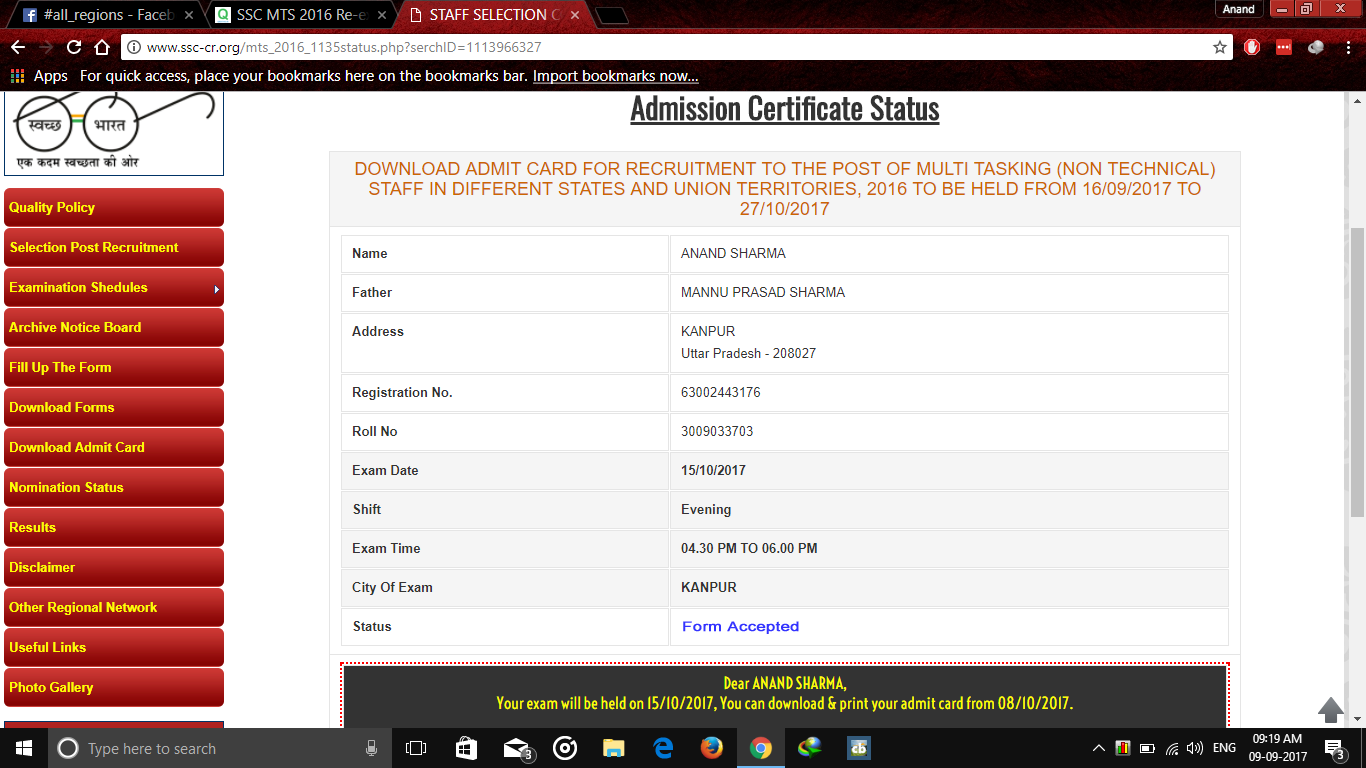 #all_regions - Faceb
SSC MTS 2016 Re-e
STAFF SELECTION C
Anand
www.ssc-cr.org/mts_2016_1135status.php?serchID=1113966327
Apps For quick access, place your bookmarks here on the bookmarks bar. Import bookmarks now...
स्वच्छ भारत
एक कदम स्वच्छता की ओर
Quality Policy
Selection Post Recruitment
Examination Shedules
Archive Notice Board
Fill Up The Form
Download Forms
Download Admit Card
Nomination Status
Results
Disclaimer
Other Regional Network
Useful Links
Photo Gallery
Admission Certificate Status
DOWNLOAD ADMIT CARD FOR RECRUITMENT TO THE POST OF MULTI TASKING (NON TECHNICAL)
STAFF IN DIFFERENT STATES AND UNION TERRITORIES, 2016 TO BE HELD FROM 16/09/2017 TO
27/10/2017
Name ANAND SHARMA
Father MANNU PRASAD SHARMA
Address KANPUR
Uttar Pradesh - 208027
Registration No. 63002443176
Roll No 3009033703
Exam Date 15/10/2017
Shift Evening
Exam Time 04.30 PM TO 06.00 PM
City Of Exam KANPUR
Status Form Accepted
Dear ANAND SHARMA,
Your exam will be held on 15/10/2017, You can download & print your admit card from 08/10/2017.
Type here to search
3
ENG
09:19 AM
09-09-2017
3